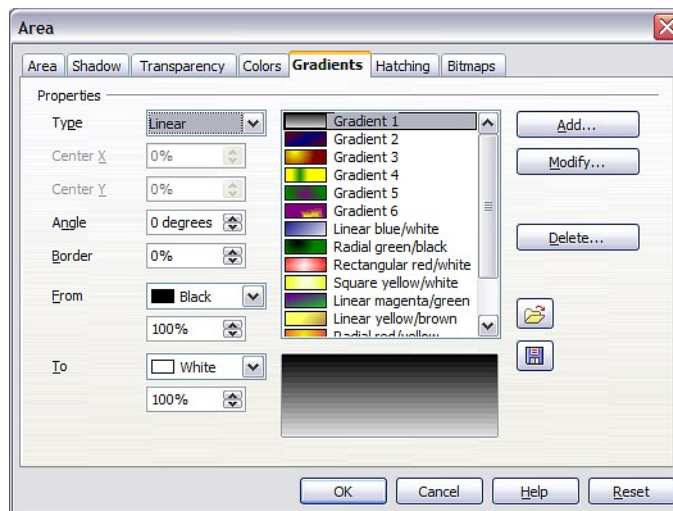 Area
Area Shadow Transparency Colors Gradients Hatching Bitmaps
Properties
Type Linear
Center X 0%
Center Y 0%
Angle 0 degrees
Border 0%
From Black
100%
To White
100%
Gradient 1
Gradient 2
Gradient 3
Gradient 4
Gradient 5
Gradient 6
Linear blue/white
Radial green/black
Rectangular red/white
Square yellow/white
Linear magenta/green
Linear yellow/brown
Radial red/yellow
Add...
Modify...
Delete...
OK Cancel Help Reset